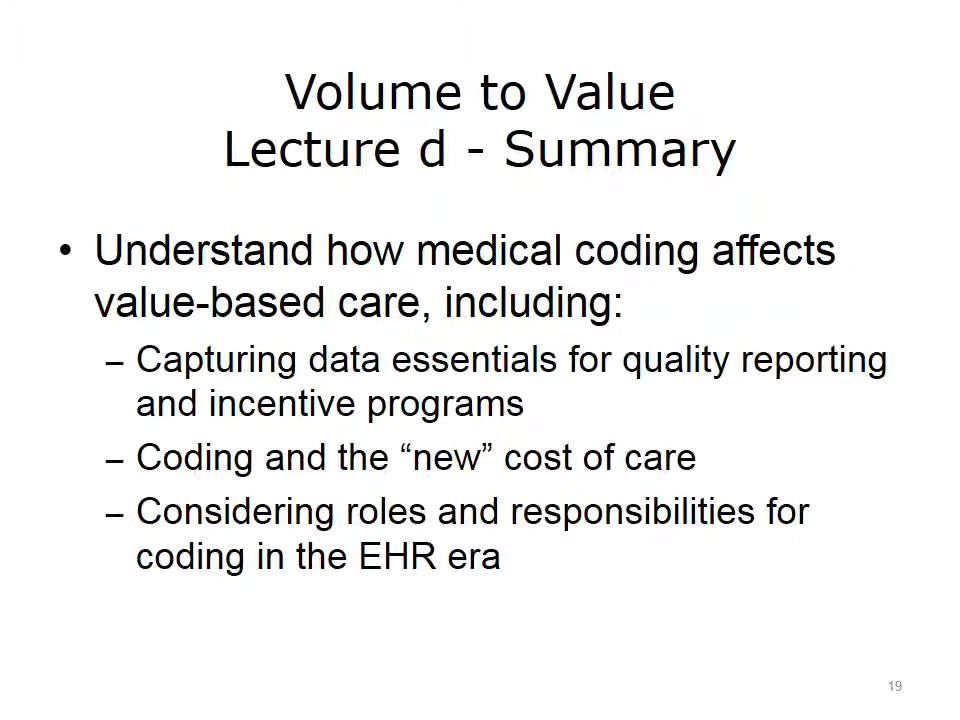 Volume to Value
Lecture d - Summary
• Understand how medical coding affects
value-based care, including:
– Capturing data essentials for quality reporting
and incentive programs
– Coding and the “new” cost of care
– Considering roles and responsibilities for
coding in the EHR era
19